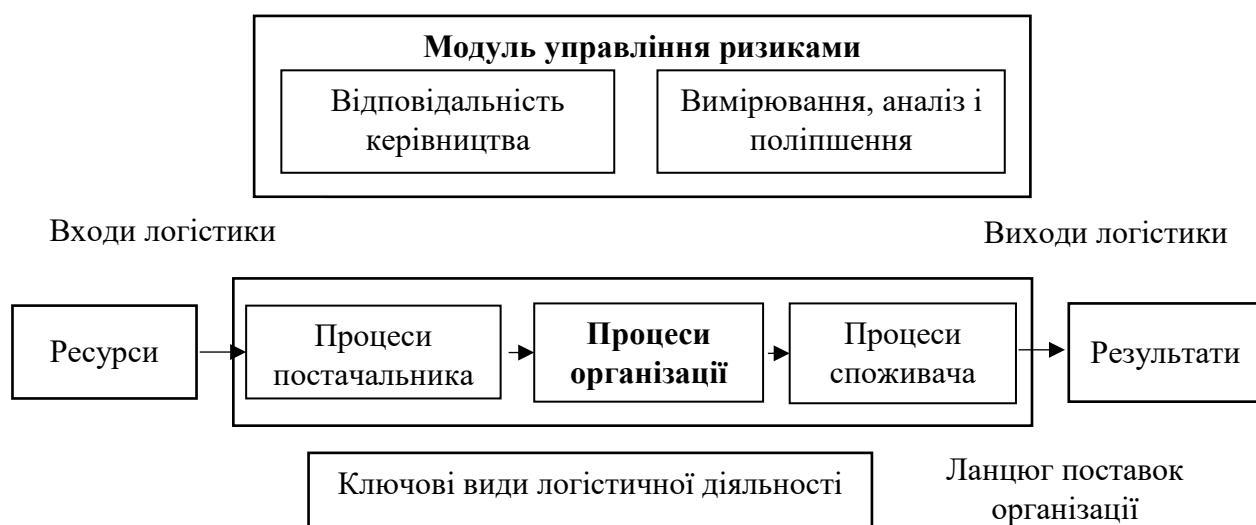 Модуль управління ризиками
Відповідальність
керівництва
Вимірювання, аналіз і
поліпшення
Входи логістики
Виходи логістики
Ресурси
Процеси
постачальника
Процеси
організації
Процеси
споживача
Результати
Ключові види логістичної діяльності
Ланцюг поставок
організації